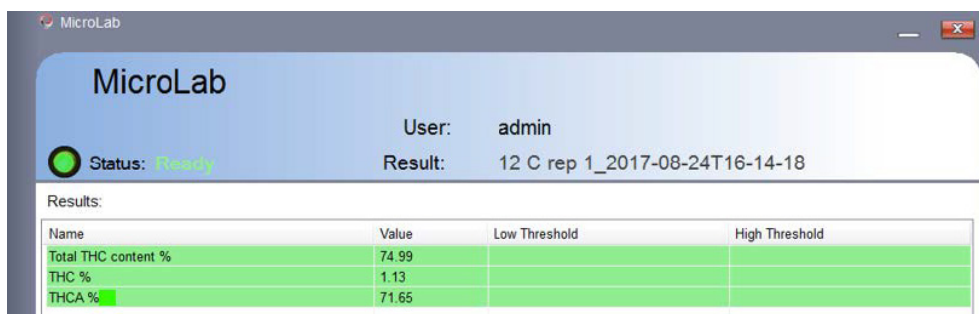 MicroLab
MicroLab
User: admin
Status: Ready Result: 12 C rep 1_2017-08-24T16-14-18
Results:
Name Value Low Threshold High Threshold
Total THC content % 74.99
THC % 1.13
THCA % 71.65